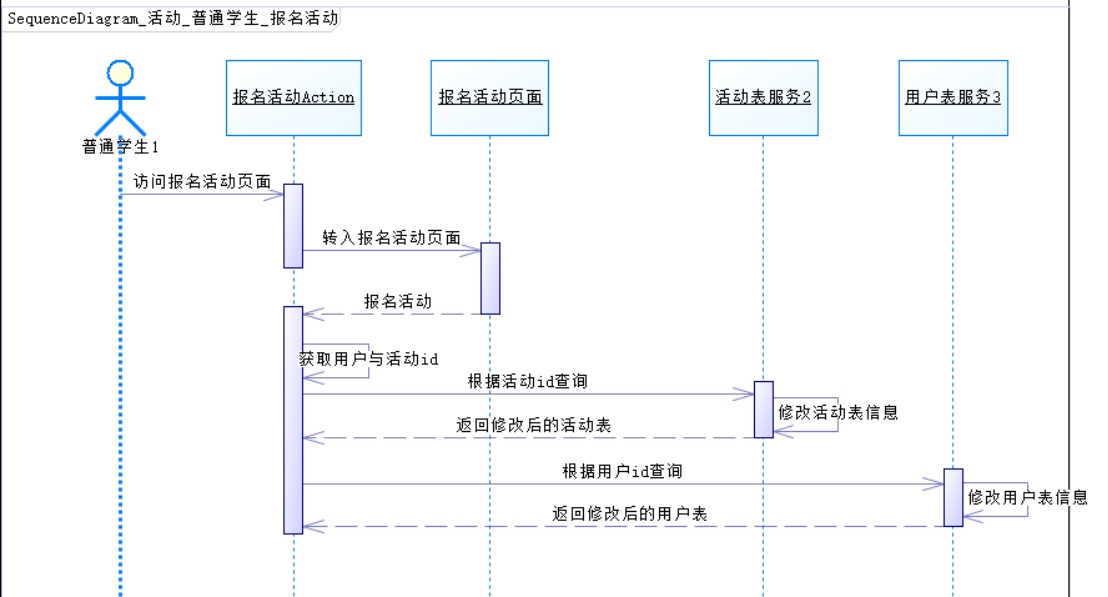 SequenceDiagram_活动_普通学生_报名活动
报名活动Action
报名活动页面
活动表服务2
用户表服务3
普通学生1
访问报名活动页面
转入报名活动页面
报名活动
获取用户与活动id
根据活动id查询
修改活动表信息
返回修改后的活动表
根据用户id查询
修改用户表信息
返回修改后的用户表